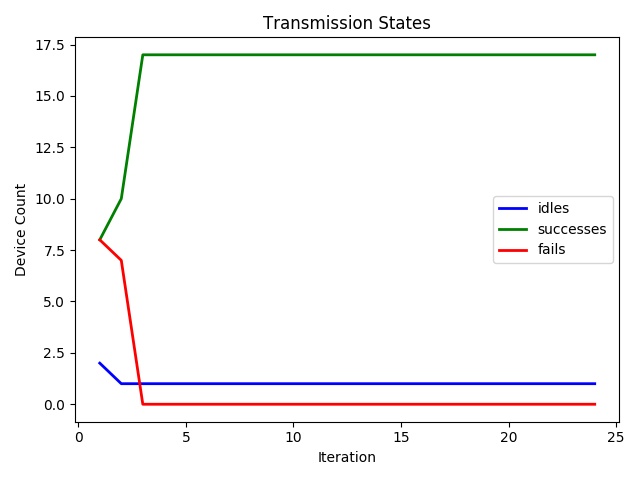 Transmission States
Device Count
17.5
15.0
12.5
10.0
7.5
5.0
2.5
0.0
idles
successes
fails
0 5 10 15 20 25
Iteration